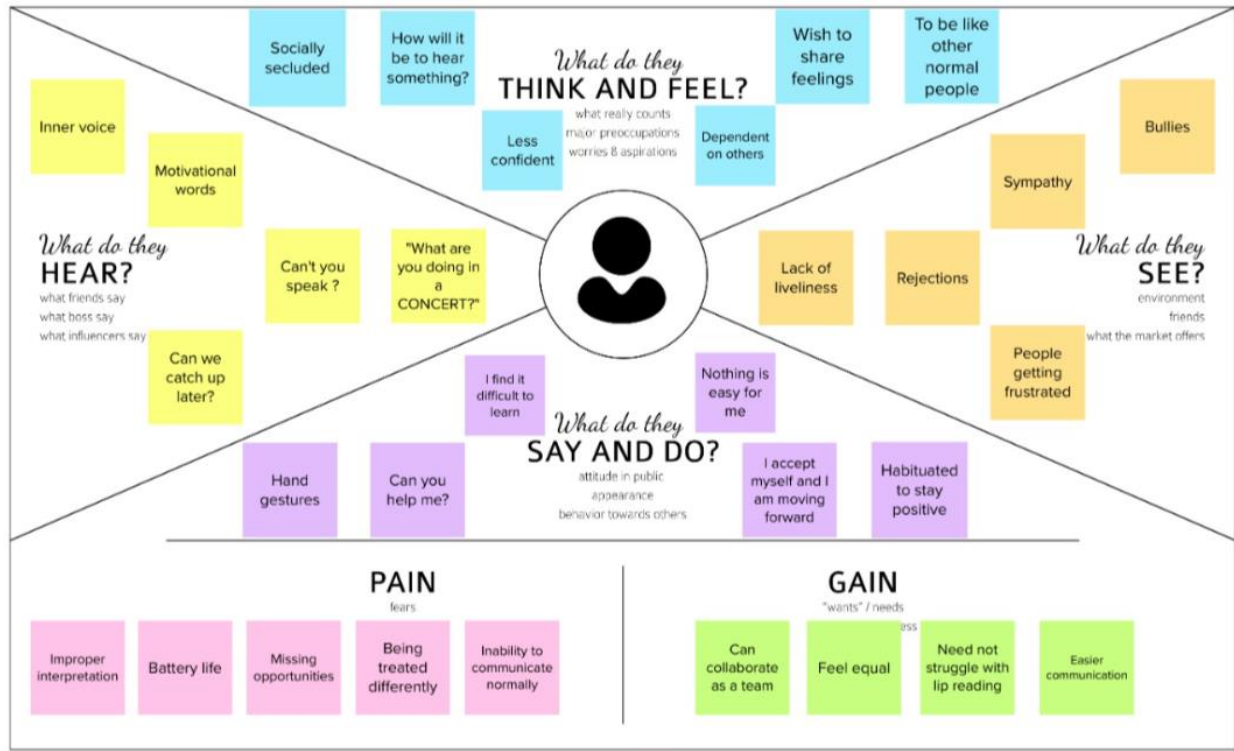 Socially
secluded
How will it
be to hear
something?
What do they
THINK AND FEEL?
what really counts
major preoccupations
worries & aspirations
Less
confident
Dependent
on others
Wish to
share
feelings
To be like
other
normal
people
Inner voice
Motivational
words
What do they
HEAR?
what friends say
what boss say
what influencers say
Can't you
speak ?
"What are
you doing in
a
CONCERT?"
Can we
catch up
later?
Bullies
Sympathy
What do they
SEE?
environment
friends
what the market offers
Lack of
liveliness
Rejections
People
getting
frustrated
I find it
difficult to
learn
Nothing is
easy for
me
What do they
SAY AND DO?
attitude in public
appearance
behavior towards others
Hand
gestures
Can you
help me?
I accept
myself and I
am moving
forward
Habituated
to stay
positive
PAIN
fears
Improper
interpretation
Battery life
Missing
opportunities
Being
treated
differently
Inability to
communicate
normally
GAIN
"wants" / needs
ess
Can
collaborate
as a team
Feel equal
Need not
struggle with
lip reading
Easier
communication